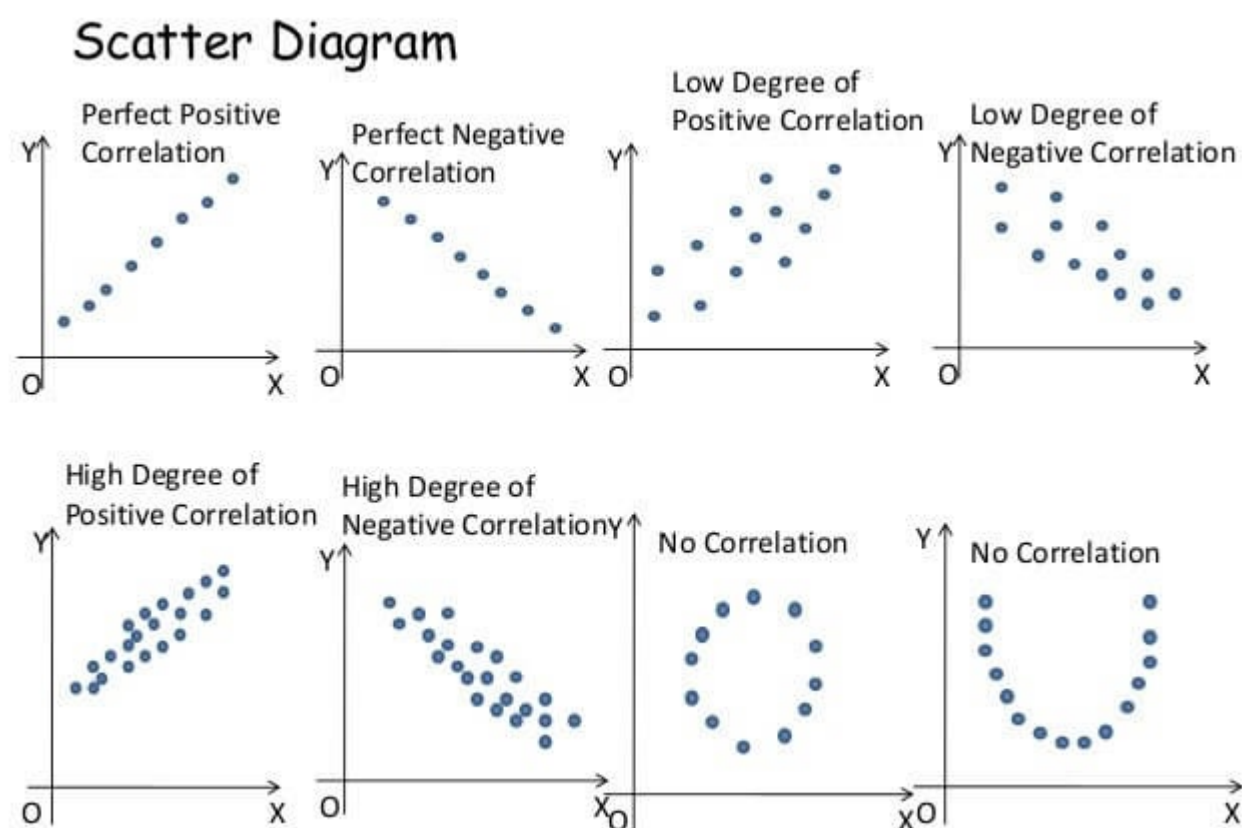 Scatter Diagram
Perfect Positive
Correlation
Y
O
X
Perfect Negative
Correlation
Y
O
X
Low Degree of
Positive Correlation
Y
O
X
Low Degree of
Negative Correlation
Y
O
X
High Degree of
Positive Correlation
Y
O
X
High Degree of
Negative Correlation
Y
O
X
No Correlation
Y
O
X
No Correlation
Y
O
X